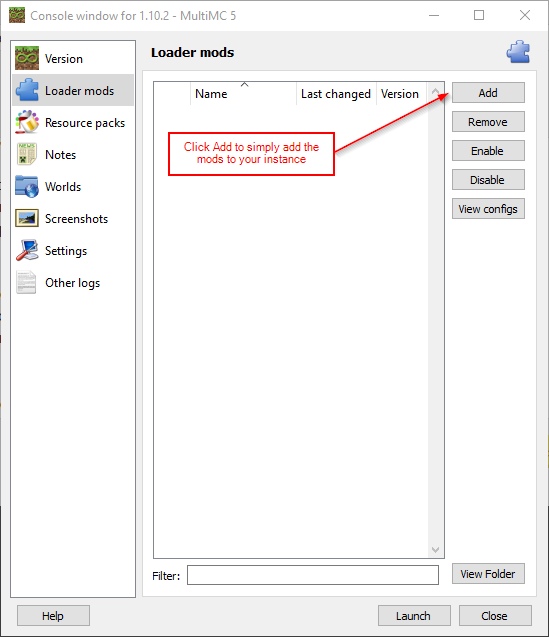 Console window for 1.10.2 - MultiMC 5
Version
Loader mods
Resource packs
Notes
Worlds
Screenshots
Settings
Other logs
Loader mods
Name Last changed Version
Click Add to simply add the
mods to your instance
Add
Remove
Enable
Disable
View configs
Filter:
View Folder
Help
Launch
Close